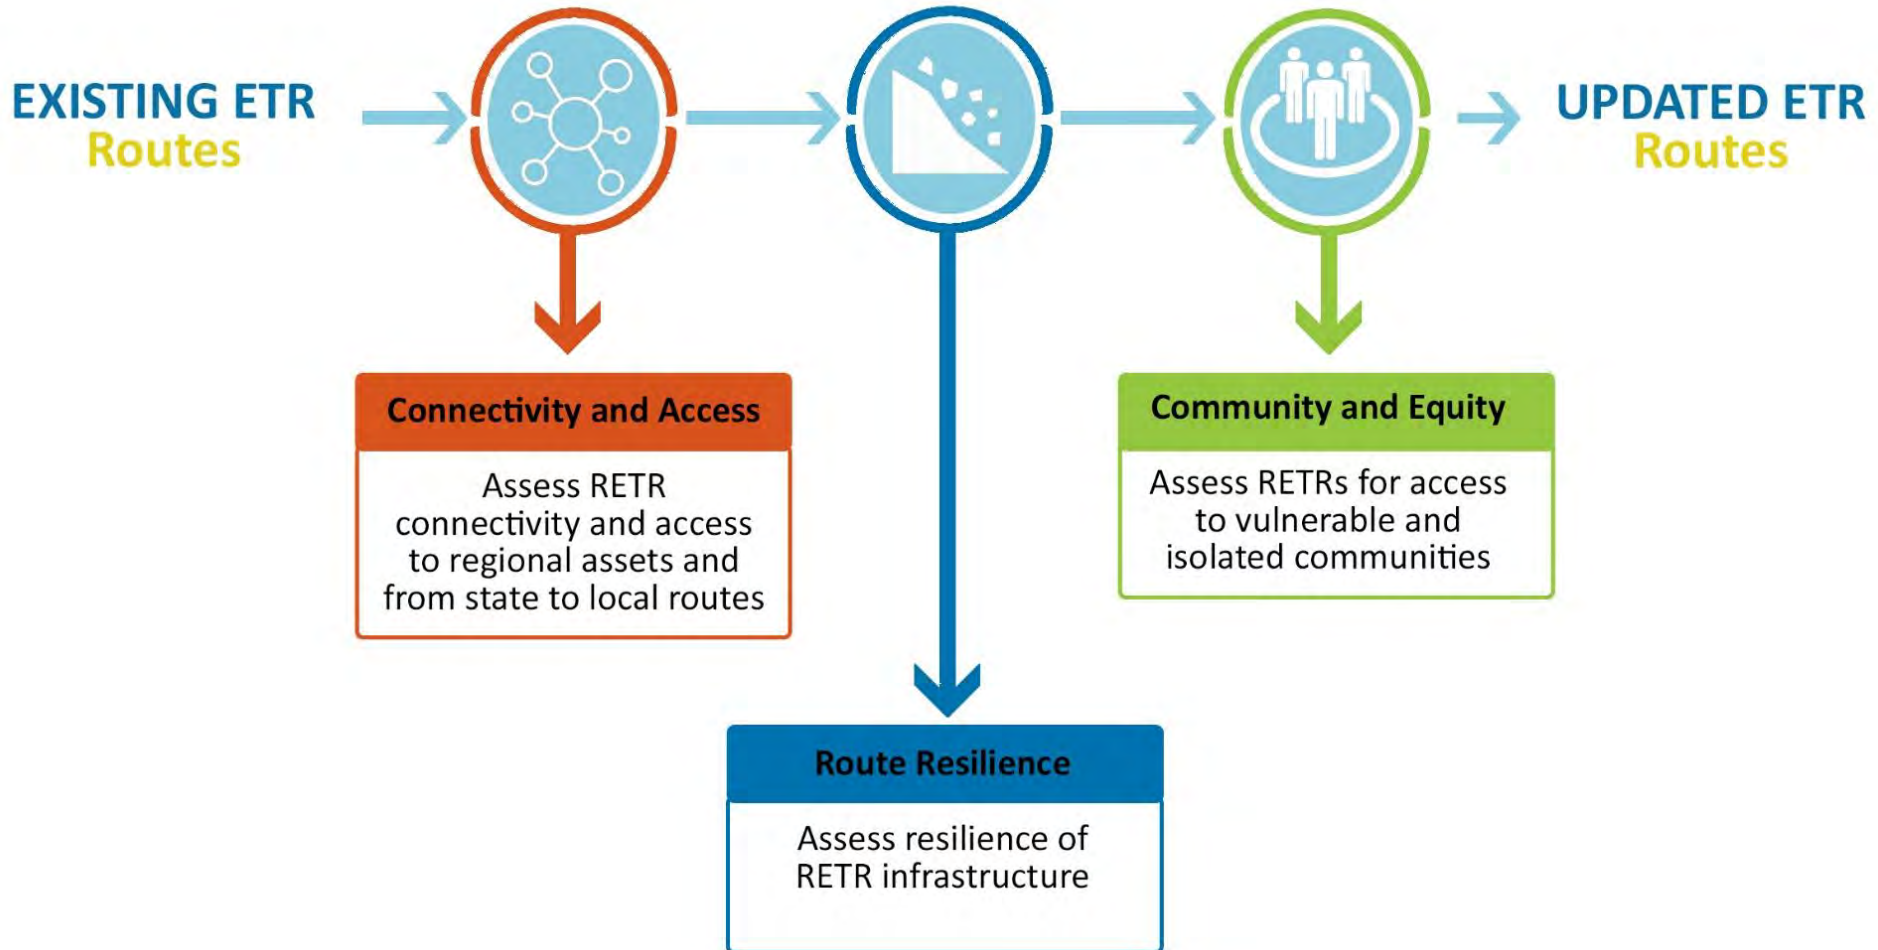 EXISTING ETR
Routes
UPDATED ETR
Routes
Connectivity and Access
Assess RETR
connectivity and access
to regional assets and
from state to local routes
Community and Equity
Assess RETRs for access
to vulnerable and
isolated communities
Route Resilience
Assess resilience of
RETR infrastructure